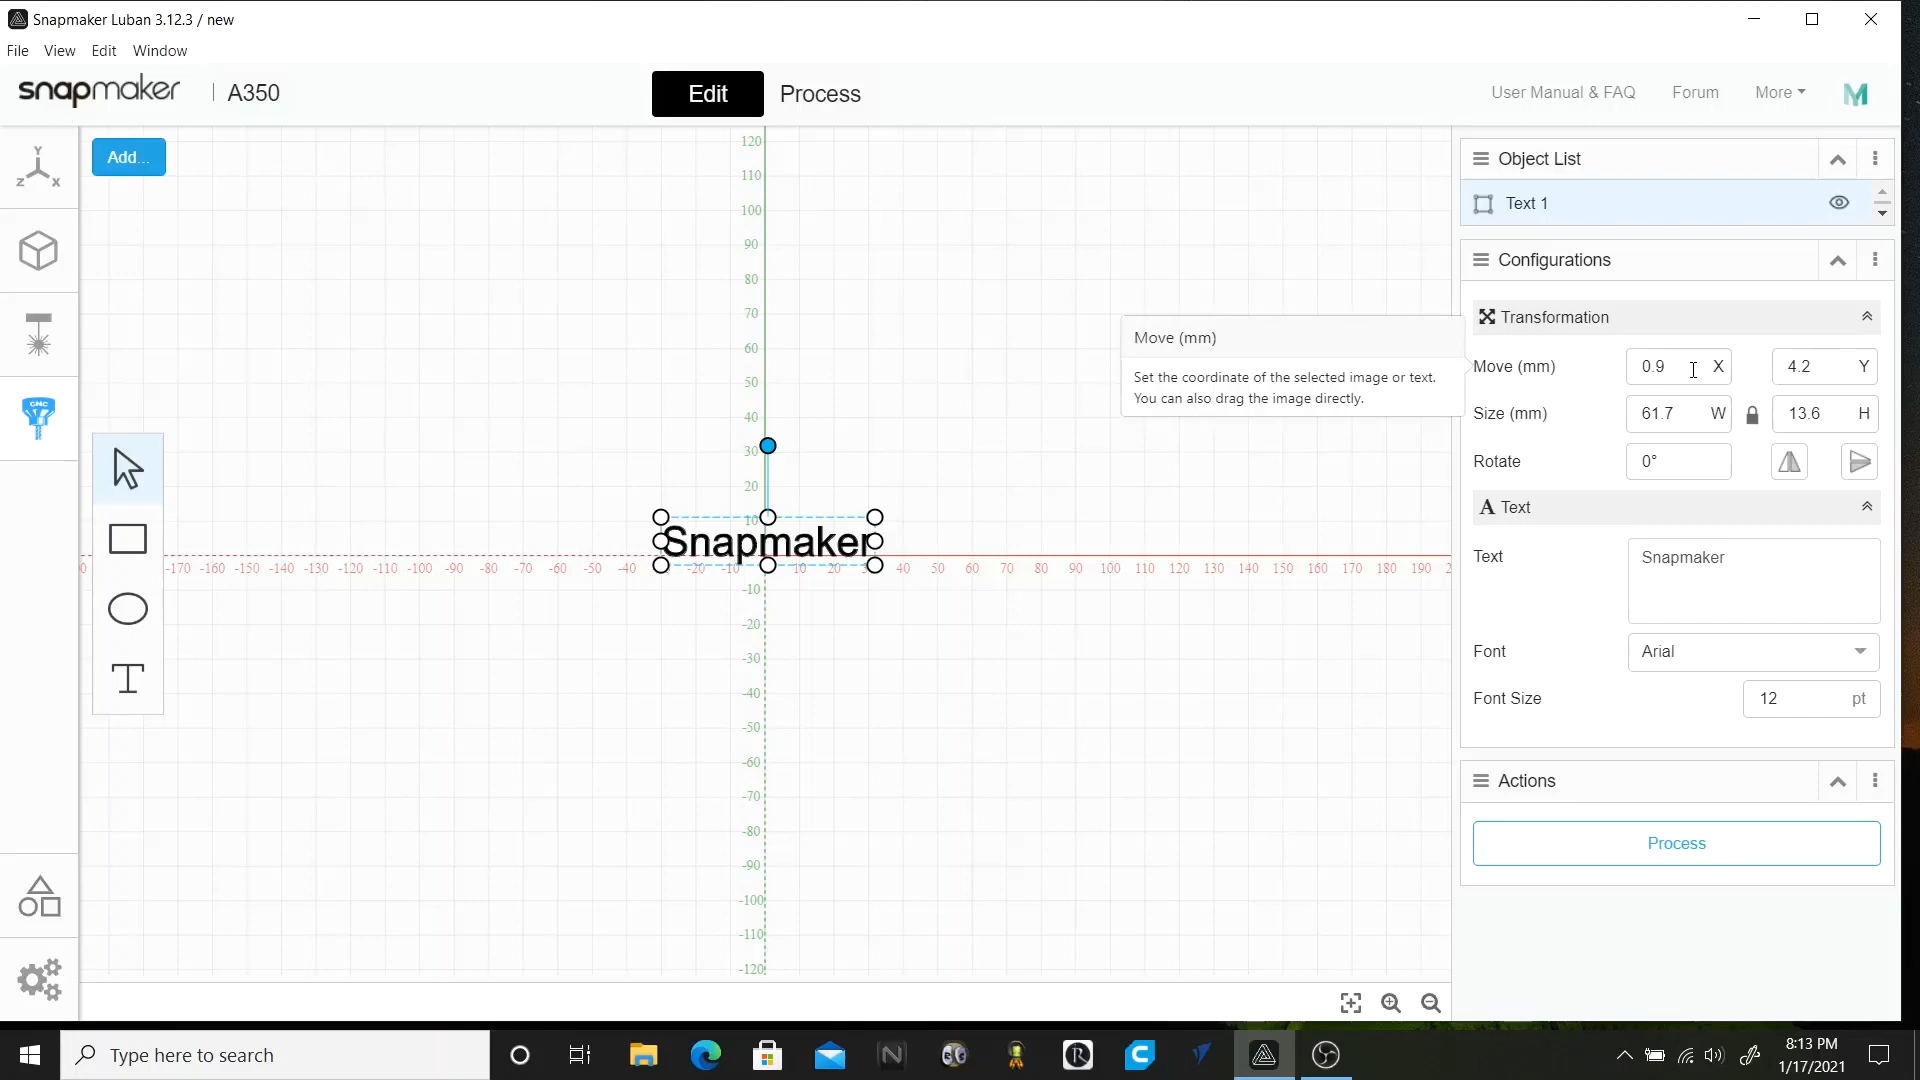 Snapmaker Luban 3.12.3 / new
File View Edit Window
snapmaker | A350
Edit Process
User Manual & FAQ Forum More
Add...
Y
Z X
CNC
T
120
110
100
90
80
70
60
50
40
30
20
10
Snapmaker
0 -170 -160 -150 -140 -130 -120 -110 -100 -90 -80 -70 -60 -50 -40 -20 -10 10 20 40 50 60 70 80 90 100 110 120 130 140 150 160 170 180 190
-10
-20
-30
-40
-50
-60
-70
-80
-90
-100
-110
-120
Move (mm)
Set the coordinate of the selected image or text.
You can also drag the image directly.
Object List
Text 1
Configurations
Transformation
Move (mm) 0.9 X 4.2 Y
Size (mm) 61.7 W 13.6 H
Rotate 0°
A Text
Text Snapmaker
Font Arial
Font Size 12 pt
Actions
Process
Type here to search
8:13 PM
1/17/2021